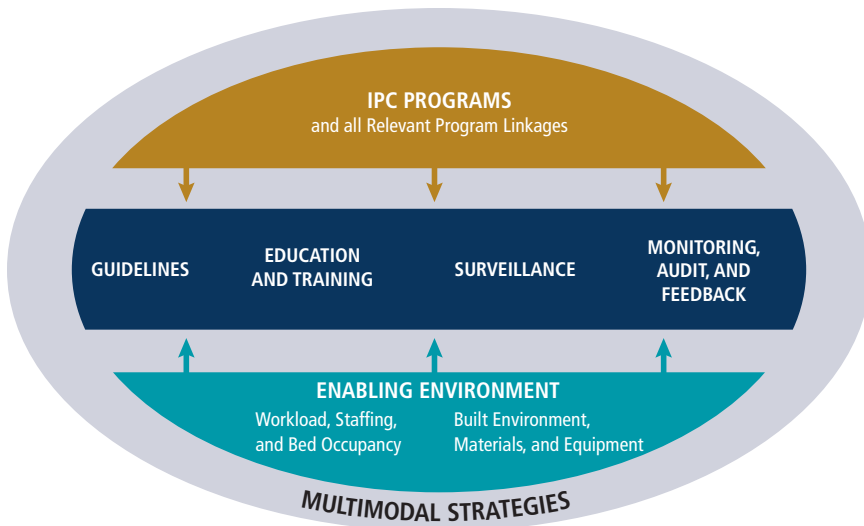 IPC PROGRAMS
and all Relevant Program Linkages
GUIDELINES
EDUCATION
AND TRAINING
SURVEILLANCE
MONITORING,
AUDIT, AND
FEEDBACK
ENABLING ENVIRONMENT
Workload, Staffing,
and Bed Occupancy
Built Environment,
Materials, and Equipment
MULTIMODAL STRATEGIES